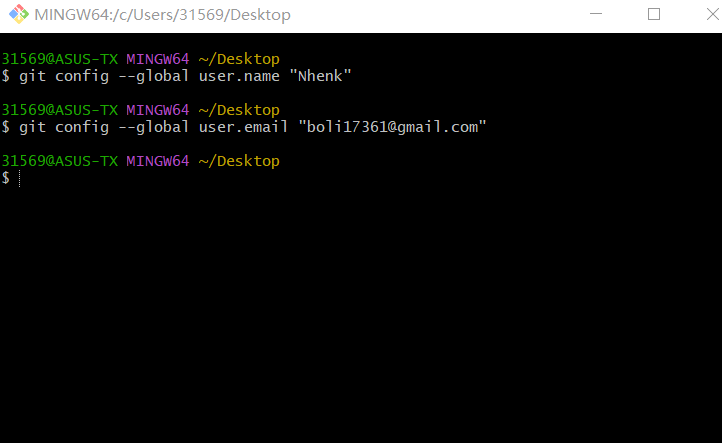 MINGW64:/c/Users/31569/Desktop
31569@ASUS-TX MINGW64 ~/Desktop
$ git config --global user.name "Nhenk"
31569@ASUS-TX MINGW64 ~/Desktop
$ git config --global user.email "boli17361@gmail.com"
31569@ASUS-TX MINGW64 ~/Desktop
$